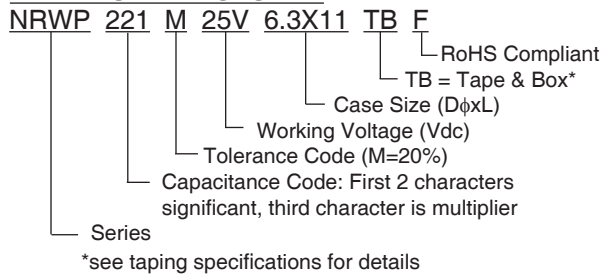 NRWP 221 M 25V 6.3X11 TB F
RoHS Compliant
TB = Tape & Box*
Case Size (DϕxL)
Working Voltage (Vdc)
Tolerance Code (M=20%)
Capacitance Code: First 2 characters
significant, third character is multiplier
Series
*see taping specifications for details